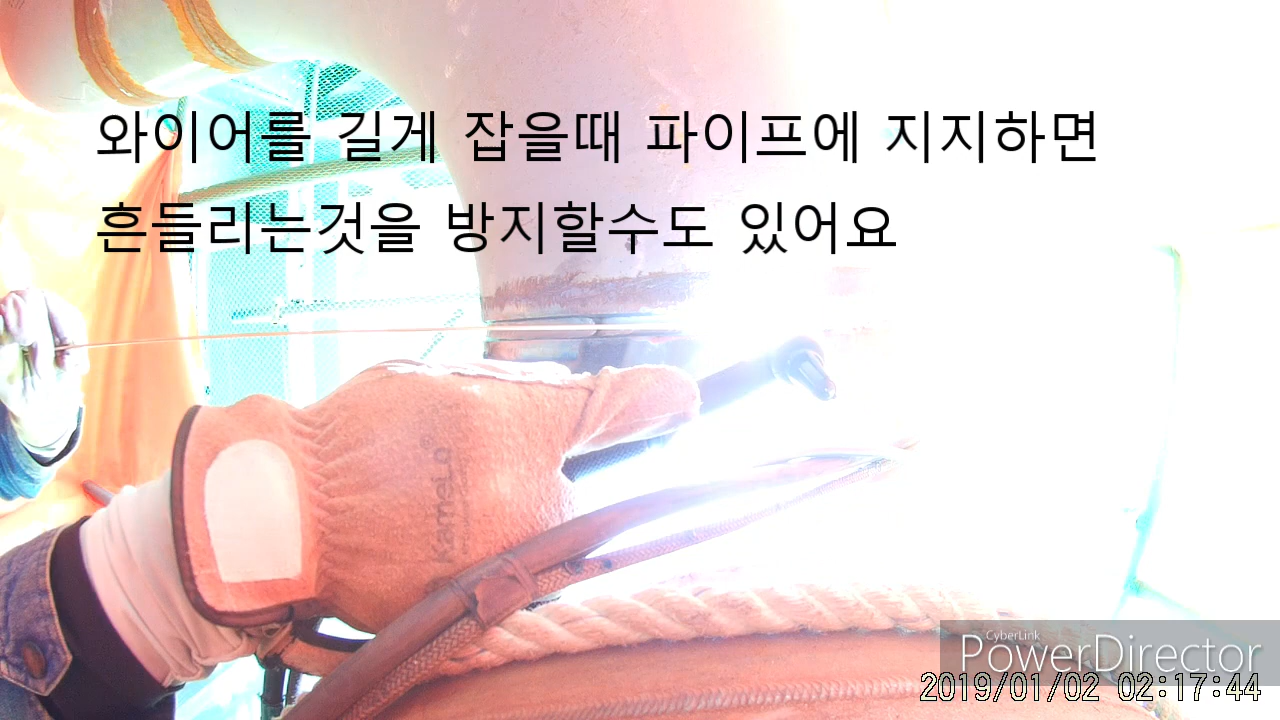 와이어를 길게 잡을때 파이프에 지지하면
흔들리는것을 방지할수도 있어요
KameLo
CyberLink
PowerDirector
2019/01/02 02:17:44